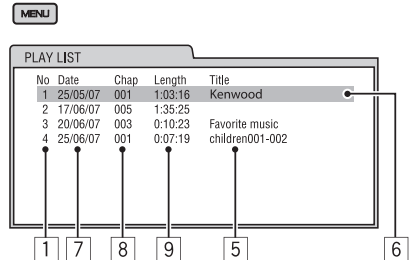 MENU
PLAY LIST
No Date Chap Length Title
1 25/05/07 001 1:03:16 Kenwood
2 17/06/07 005 1:35:25
3 20/06/07 003 0:10:23 Favorite music
4 25/06/07 001 0:07:19 children001-002
1 7 8 9 5 6